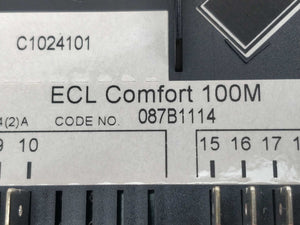 C1024101
ECL Comfort 100M
4(2)A CODE NO. 087B1114
9 10 15 16 17